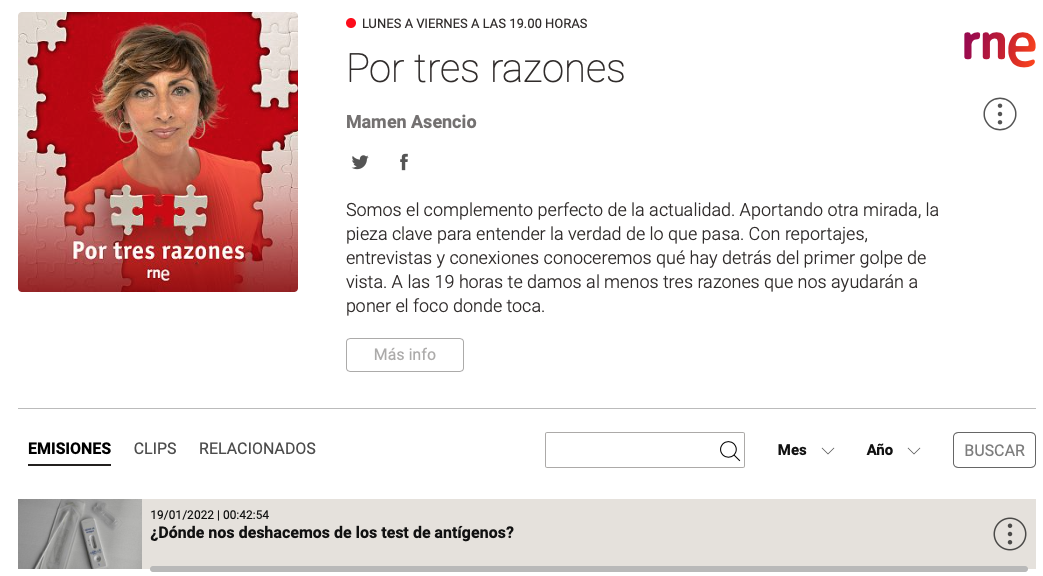 LUNES A VIERNES A LAS 19.00 HORAS
Por tres razones
Mamen Asencio
Somos el complemento perfecto de la actualidad. Aportando otra mirada, la
pieza clave para entender la verdad de lo que pasa. Con reportajes,
entrevistas y conexiones conoceremos qué hay detrás del primer golpe de
vista. A las 19 horas te damos al menos tres razones que nos ayudarán a
poner el foco donde toca.
Más info
rne
Por tres razones
rne
EMISIONES CLIPS RELACIONADOS Mes Año BUSCAR
19/01/2022 | 00:42:54
¿Dónde nos deshacemos de los test de antígenos?